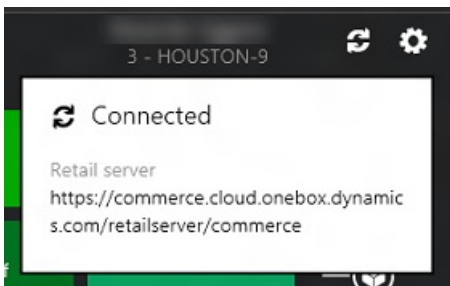 3 - HOUSTON-9
Connected
Retail server
https://commerce.cloud.onebox.dynamic
s.com/retailserver/commerce